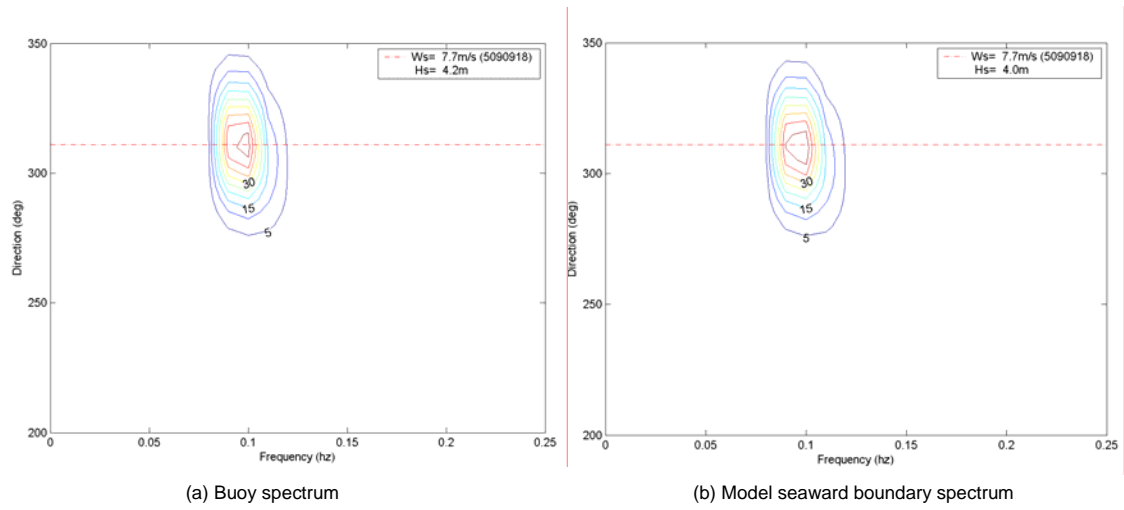 350
300
250
200
Direction (deg)
0
0.05
0.1
0.15
0.2
0.25
Frequency (hz)
Ws= 7.7m/s (5090918)
Hs= 4.2m
30
15
5
(a) Buoy spectrum
350
300
250
200
Direction (deg)
0
0.05
0.1
0.15
0.2
0.25
Frequency (hz)
Ws= 7.7m/s (5090918)
Hs= 4.0m
30
15
5
(b) Model seaward boundary spectrum